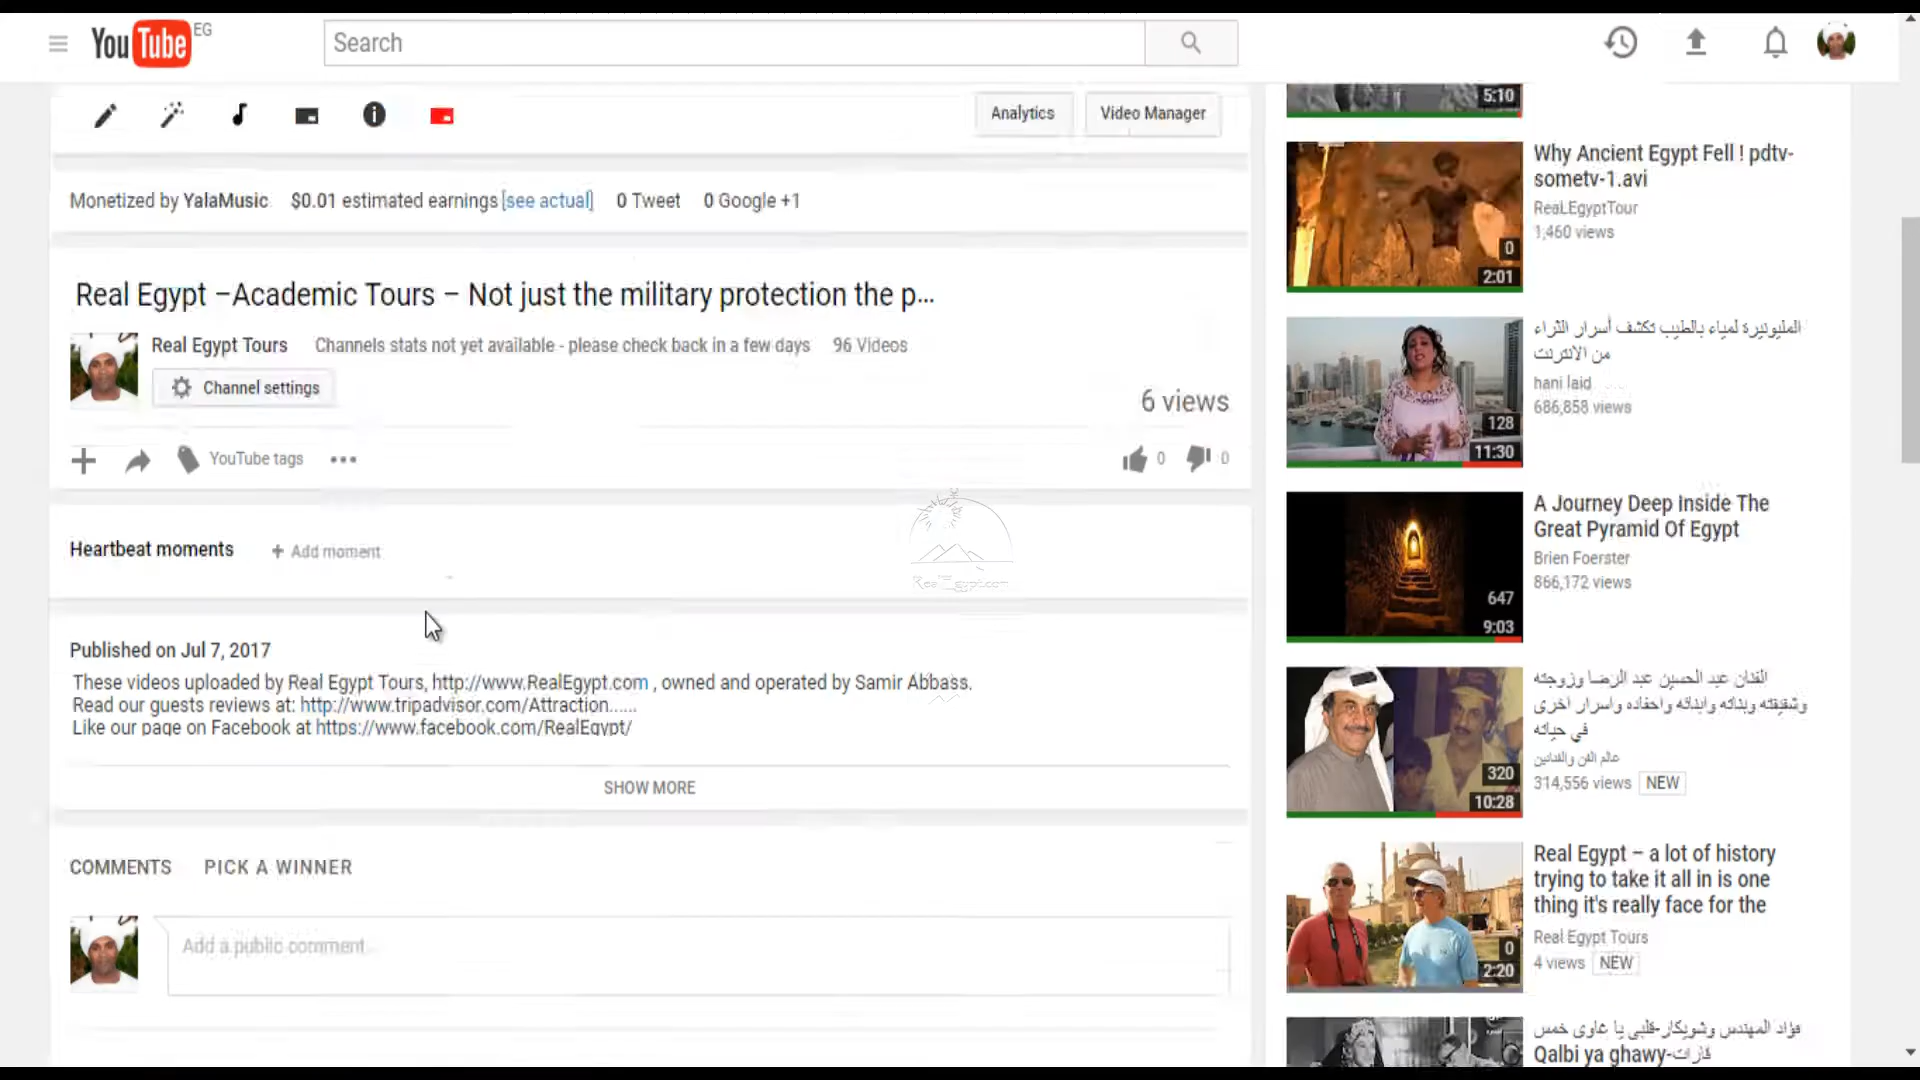 YouTube EG
Search
Analytics
Video Manager
Monetized by YalaMusic $0.01 estimated earnings [see actual] 0 Tweet 0 Google +1
Real Egypt –Academic Tours – Not just the military protection the p...
Real Egypt Tours Channels stats not yet available - please check back in a few days 96 Videos
Channel settings
6 views
YouTube tags
0
0
Heartbeat moments + Add moment
RealEgypt.com
Published on Jul 7, 2017
These videos uploaded by Real Egypt Tours, http://www.RealEgypt.com , owned and operated by Samir Abbass.
Read our guests reviews at: http://www.tripadvisor.com/Attraction......
Like our page on Facebook at https://www.facebook.com/RealEgypt/
SHOW MORE
COMMENTS PICK A WINNER
Add a public comment...
5:10
Why Ancient Egypt Fell ! pdtv-
sometv-1.avi
ReaLEgyptTour
1,460 views
0
2:01
المليونيرة لمياء بالطيب تكشف أسرار الثراء
من الانترنت
hani laid
686,858 views
128
11:30
A Journey Deep Inside The
Great Pyramid Of Egypt
Brien Foerster
866,172 views
647
9:03
الفنان عبد الحسين عبد الرضا وزوجته
وشقيقته وبناته وابنائه واحفاده واسرار اخرى
في حياته
عالم الفن والفنانين
314,556 views NEW
320
10:28
Real Egypt – a lot of history
trying to take it all in is one
thing it's really face for the
Real Egypt Tours
4 views NEW
0
2:20
فؤاد المهندس وشويكار-قلبي يا غاوي خمس
قارات-Qalbi ya ghawy